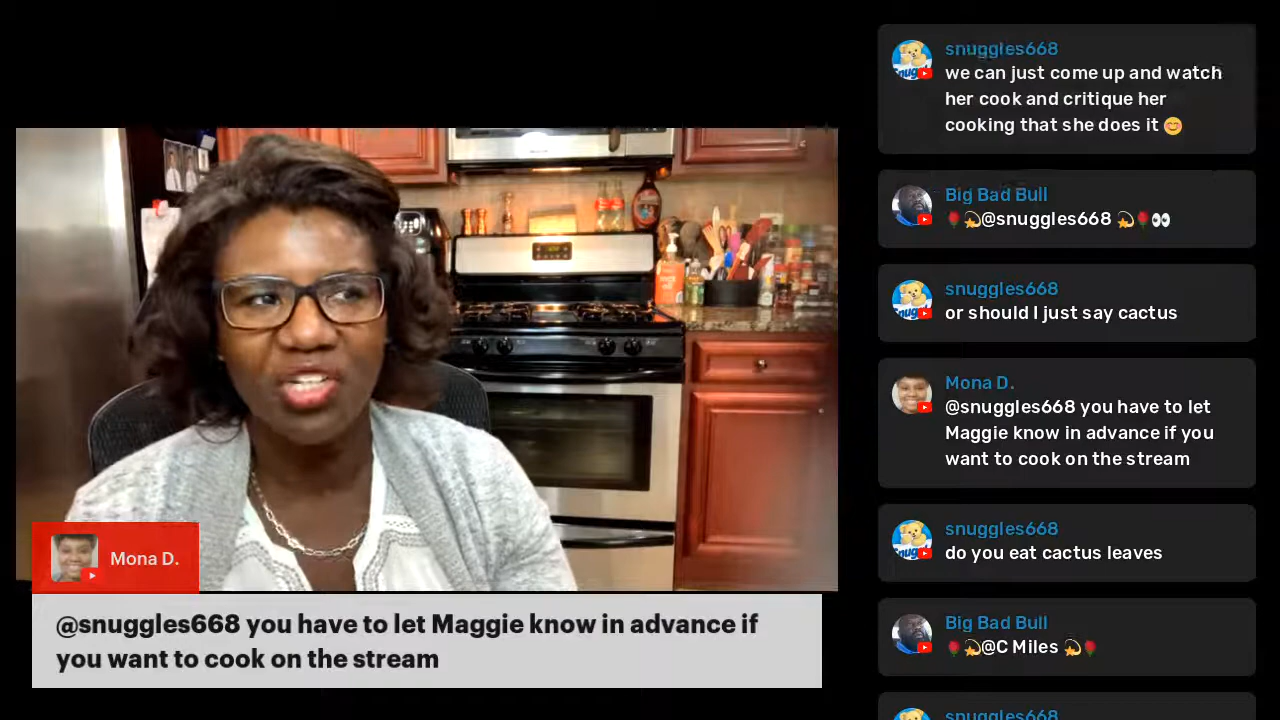 snuggles668
we can just come up and watch
her cook and critique her
cooking that she does it 😊
Big Bad Bull
🌹💫@snuggles668 💫🌹👀
snuggles668
or should I just say cactus
Mona D.
@snuggles668 you have to let
Maggie know in advance if you
want to cook on the stream
snuggles668
do you eat cactus leaves
Big Bad Bull
🌹💫@C Miles 💫🌹
snuggles668
Mona D.
@snuggles668 you have to let Maggie know in advance if
you want to cook on the stream